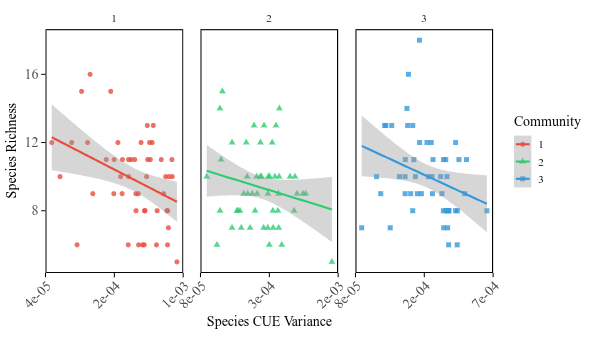 1 2 3
Species Richness
16
12
8
4e-05 2e-04 1e-03 8e-05 3e-04 2e-03 8e-05 2e-04 7e-04
Species CUE Variance
Community
1
2
3